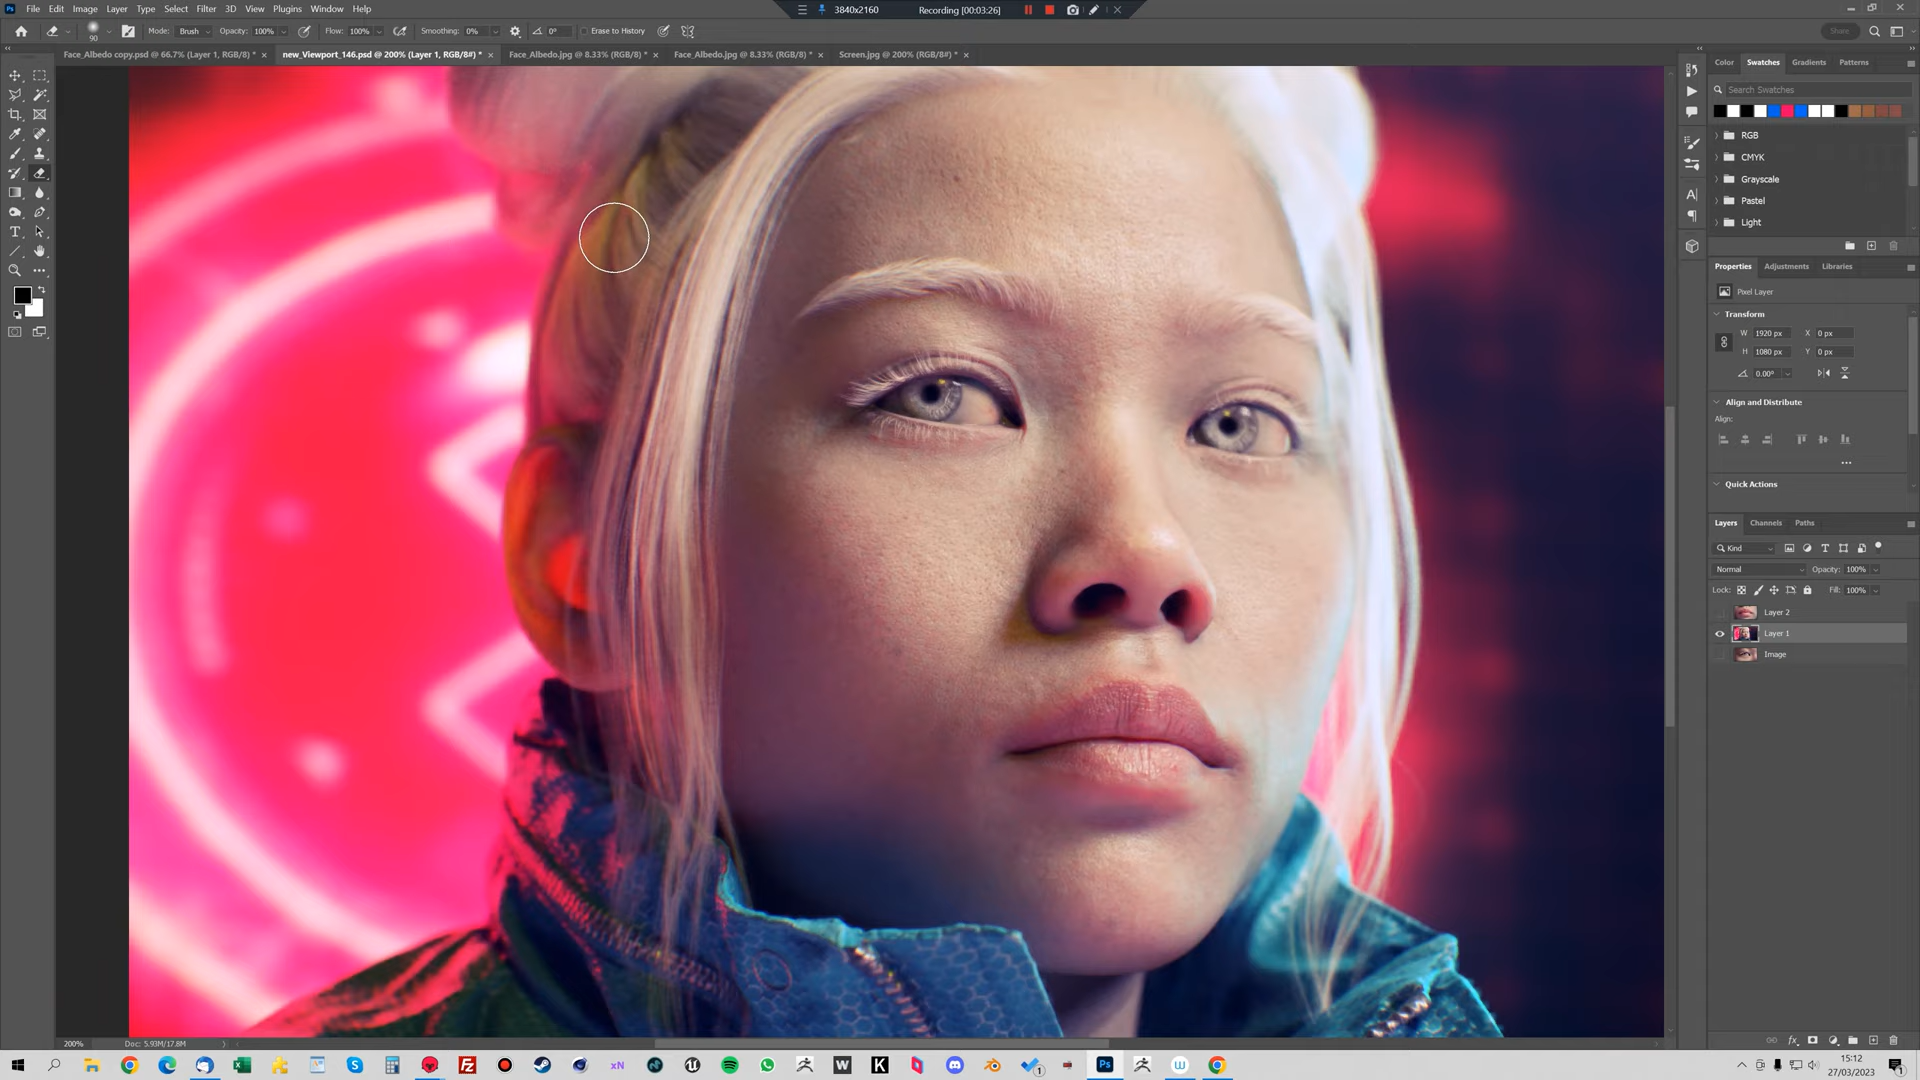 File Edit Image Layer Type Select Filter 3D View Plugins Window Help
3840x2160 Recording [00:03:26]
90 Mode: Brush Opacity: 100% Flow: 100% Smoothing: 0% 0° Erase to History Share
Face_Albedo copy.psd @ 66.7% (Layer 1, RGB/8) * × new_Viewport_146.psd @ 200% (Layer 1, RGB/8#) * × Face_Albedo.jpg @ 8.33% (RGB/8) * × Face_Albedo.jpg @ 8.33% (RGB/8#) * × Screen.jpg @ 200% (RGB/8#) * ×
Color Swatches Gradients Patterns
Search Swatches
RGB
CMYK
Grayscale
Pastel
Light
Properties Adjustments Libraries
Pixel Layer
Transform
W 1920 px X 0 px
H 1080 px Y 0 px
0.00°
Align and Distribute
Align:
Quick Actions
Layers Channels Paths
Kind
Normal Opacity: 100%
Lock: Fill: 100%
Layer 2
Layer 1
Image
200% Doc: 5.93M/17.8M
15:12
27/03/2023